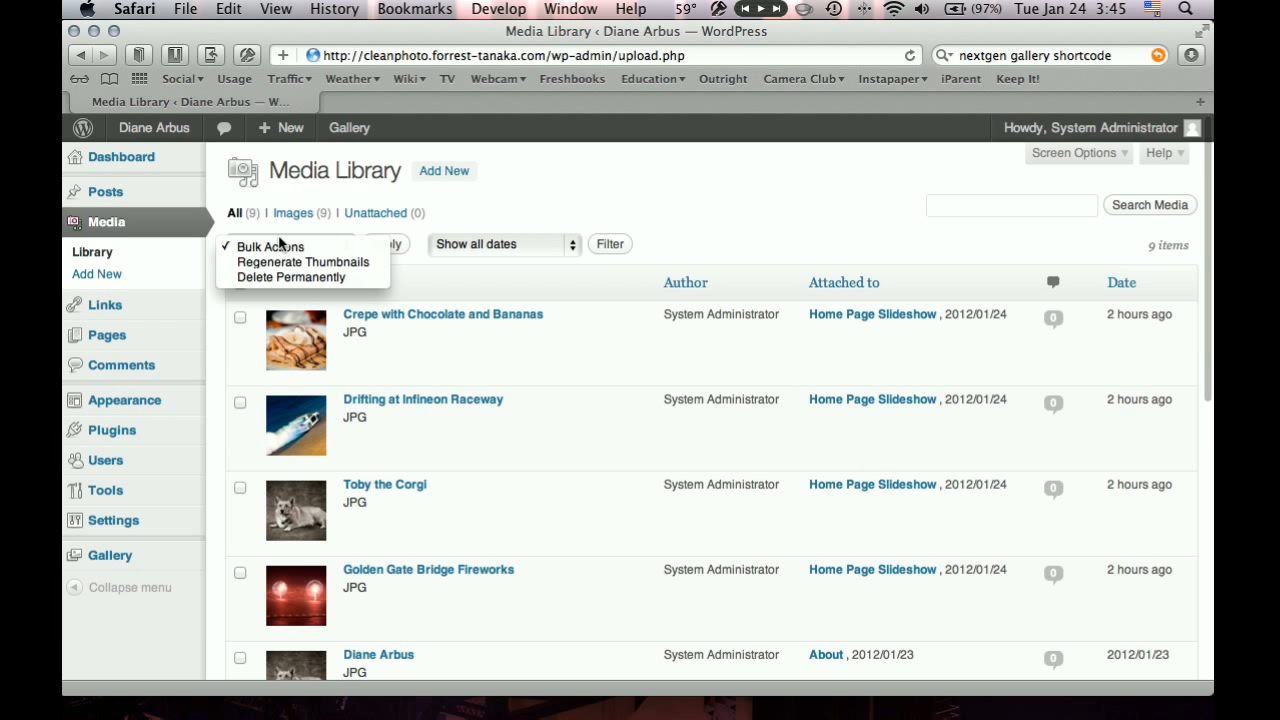 Safari File Edit View History Bookmarks Develop Window Help 59° (97%) Tue Jan 24 3:45
Media Library ‹ Diane Arbus — WordPress
http://cleanphoto.forrest-tanaka.com/wp-admin/upload.php nextgen gallery shortcode
Social Usage Traffic Weather Wiki TV Webcam Freshbooks Education Outright Camera Club Instapaper iParent Keep It!
Media Library ‹ Diane Arbus — W...
Diane Arbus + New Gallery Howdy, System Administrator
Dashboard
Posts
Media
Library
Add New
Links
Pages
Comments
Appearance
Plugins
Users
Tools
Settings
Gallery
Collapse menu
Screen Options Help
Media Library Add New
All (9) | Images (9) | Unattached (0) Search Media
✓ Bulk Actions
Regenerate Thumbnails
Delete Permanently
Show all dates Filter 9 items
Author Attached to Date
Crepe with Chocolate and Bananas System Administrator Home Page Slideshow , 2012/01/24 0 2 hours ago
JPG
Drifting at Infineon Raceway System Administrator Home Page Slideshow , 2012/01/24 0 2 hours ago
JPG
Toby the Corgi System Administrator Home Page Slideshow , 2012/01/24 0 2 hours ago
JPG
Golden Gate Bridge Fireworks System Administrator Home Page Slideshow , 2012/01/24 0 2 hours ago
JPG
Diane Arbus System Administrator About , 2012/01/23 0 2012/01/23
JPG